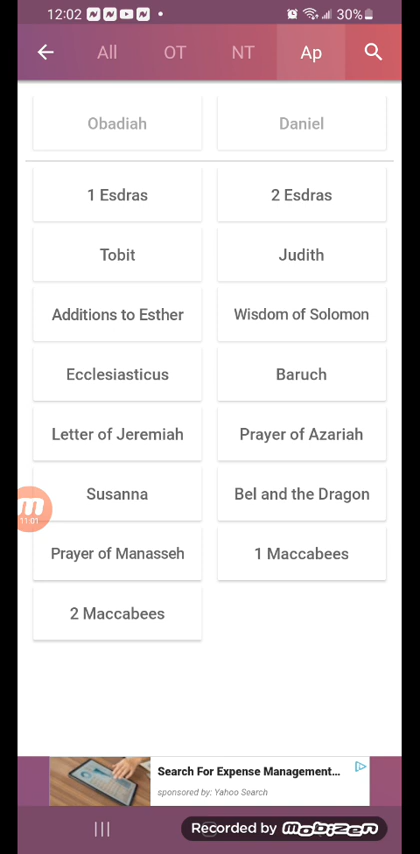 12:02
30%
All OT NT Ap
Obadiah Daniel
1 Esdras 2 Esdras
Tobit Judith
Additions to Esther Wisdom of Solomon
Ecclesiasticus Baruch
Letter of Jeremiah Prayer of Azariah
Susanna Bel and the Dragon
11:01
Prayer of Manasseh 1 Maccabees
2 Maccabees
Search For Expense Management...
sponsored by: Yahoo Search
Recorded by mobizen